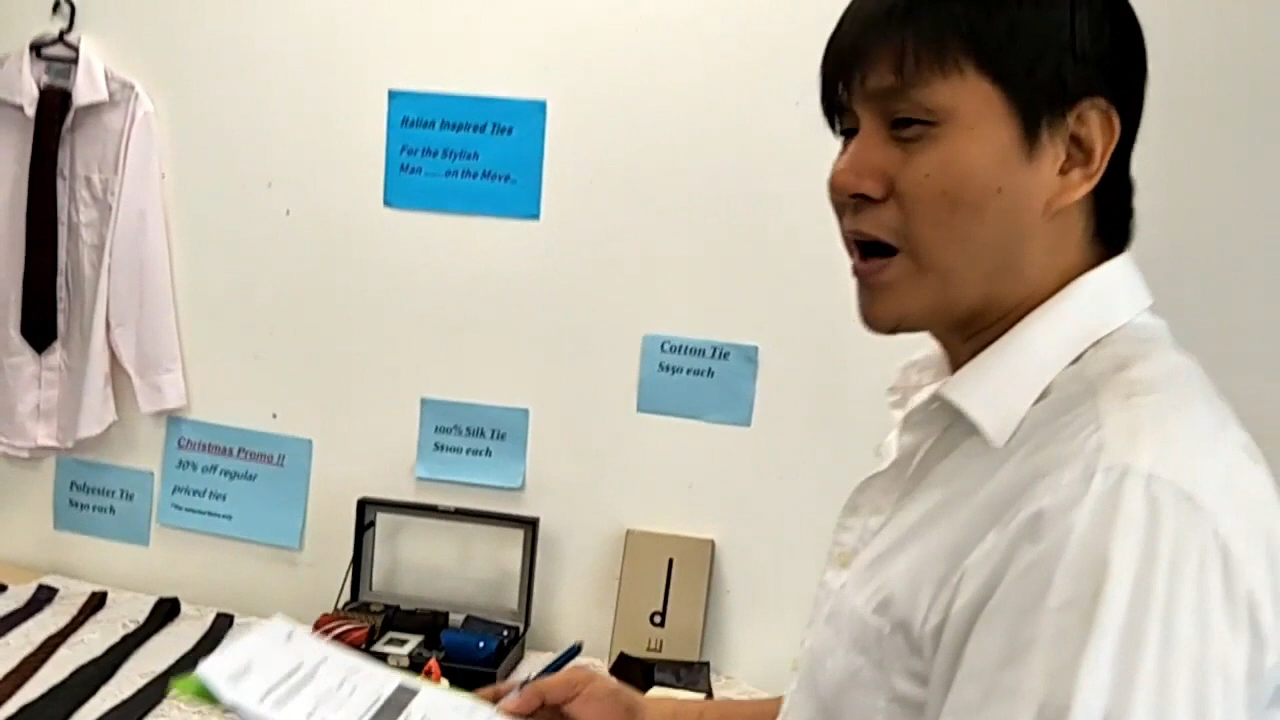 Italian Inspired Ties
For the Stylish
Man ...... on the Move..
Cotton Tie
S$50 each
100% Silk Tie
S$100 each
Christmas Promo !!
30% off regular
priced ties
Polyester Tie
S$30 each
d